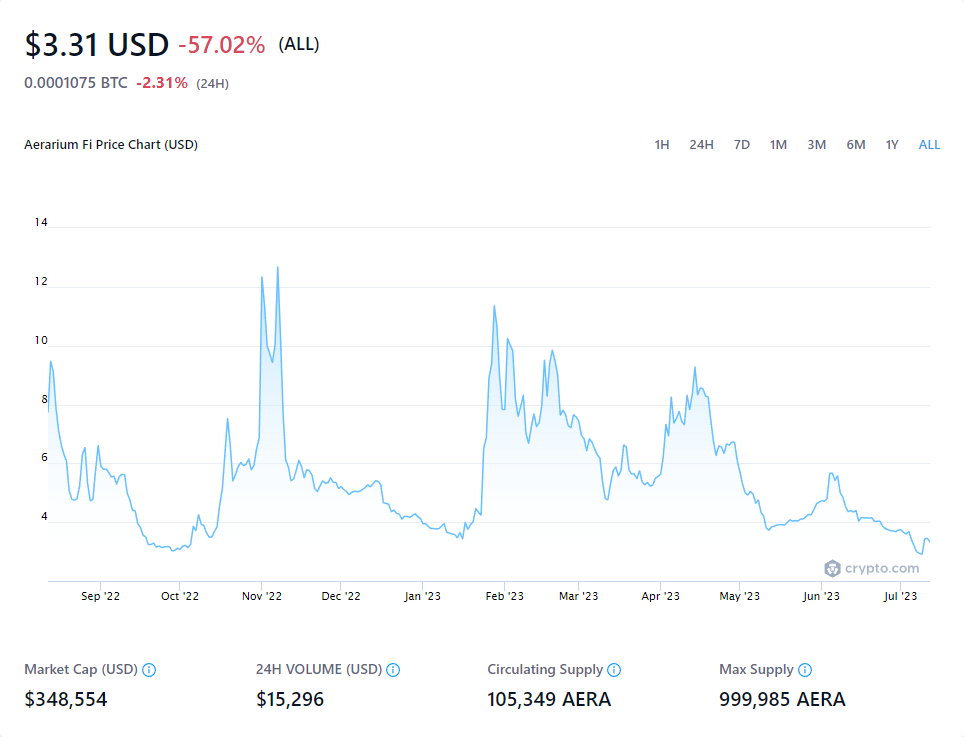 $3.31 USD -57.02% (ALL)
0.0001075 BTC -2.31% (24H)
Aerarium Fi Price Chart (USD) 1H 24H 7D 1M 3M 6M 1Y ALL
14
12
10
8
6
4
crypto.com
Sep '22 Oct '22 Nov '22 Dec '22 Jan '23 Feb '23 Mar '23 Apr '23 May '23 Jun '23 Jul '23
Market Cap (USD) 24H VOLUME (USD) Circulating Supply Max Supply
$348,554 $15,296 105,349 AERA 999,985 AERA